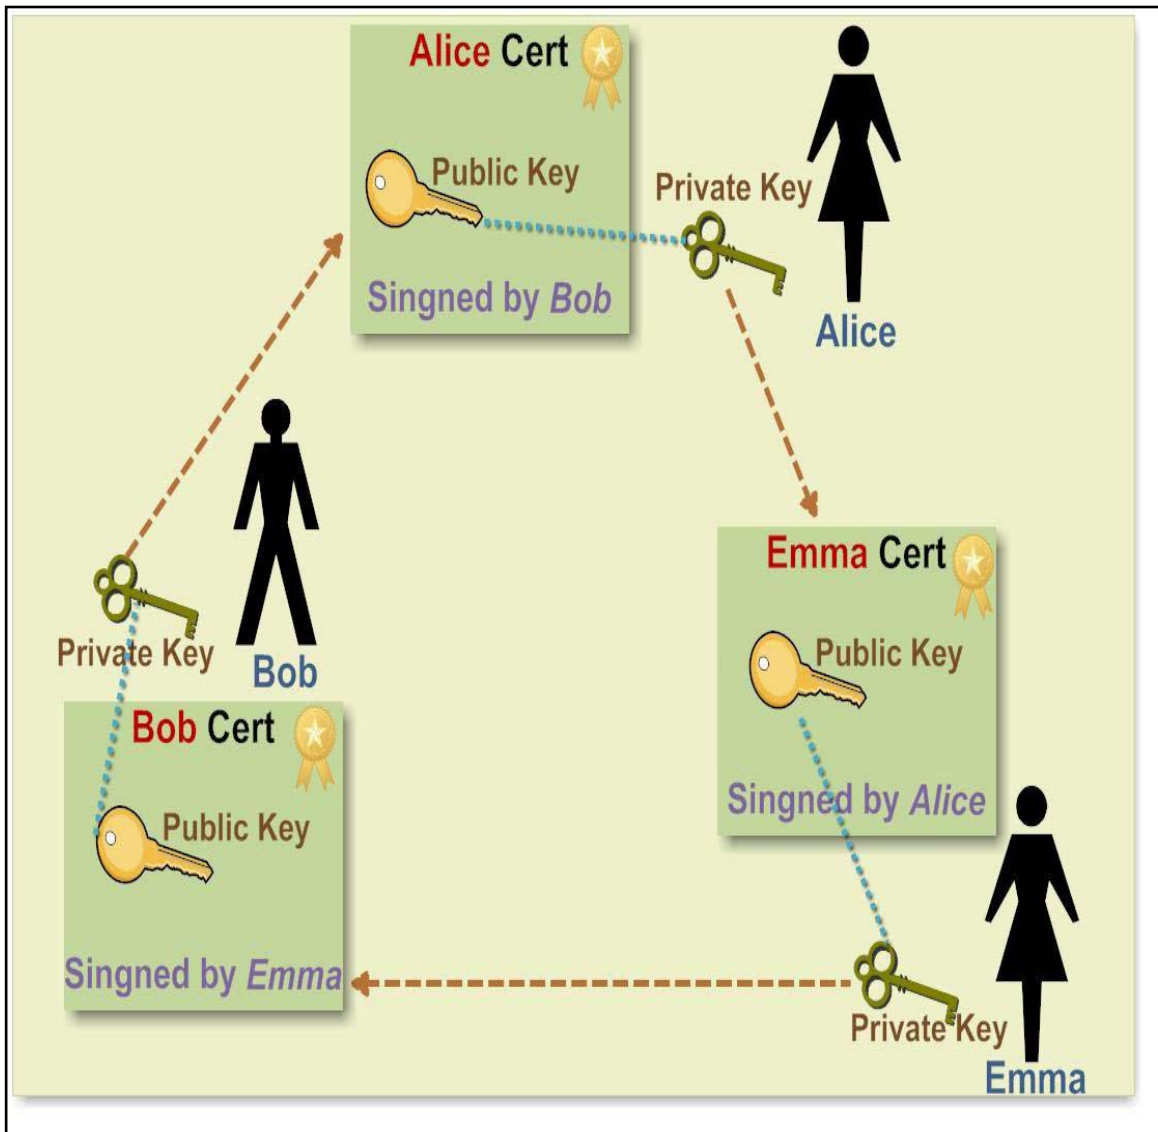 Alice Cert
Public Key
Private Key
Singned by Bob
Alice
Emma Cert
Public Key
Private Key
Bob
Bob Cert
Public Key
Singned by Alice
Singned by Emma
Private Key
Emma